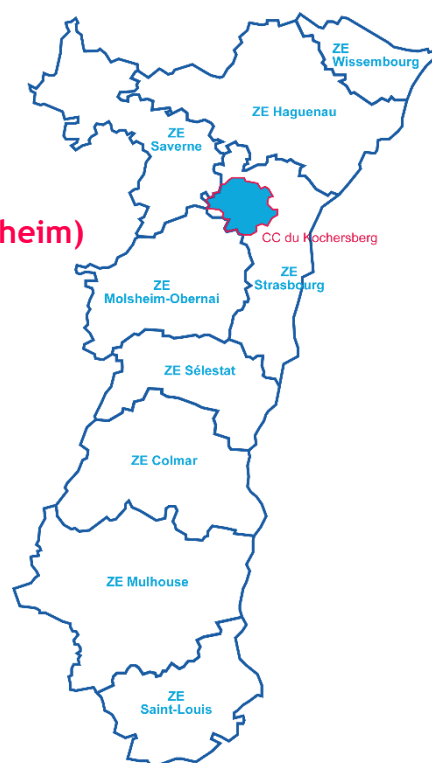 ZE
Wissembourg
ZE Haguenau
ZE
Saverne
heim)
CC du Kochersberg
ZE
Strasbourg
ZE
Molsheim-Obernai
ZE Sélestat
ZE Colmar
ZE Mulhouse
ZE
Saint-Louis